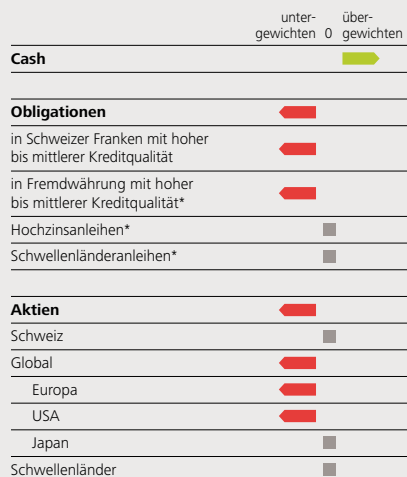 unter- über-
gewichten 0 gewichten
Cash
Obligationen
in Schweizer Franken mit hoher
bis mittlerer Kreditqualität
in Fremdwährung mit hoher
bis mittlerer Kreditqualität*
Hochzinsanleihen*
Schwellenländeranleihen*
Aktien
Schweiz
Global
Europa
USA
Japan
Schwellenländer